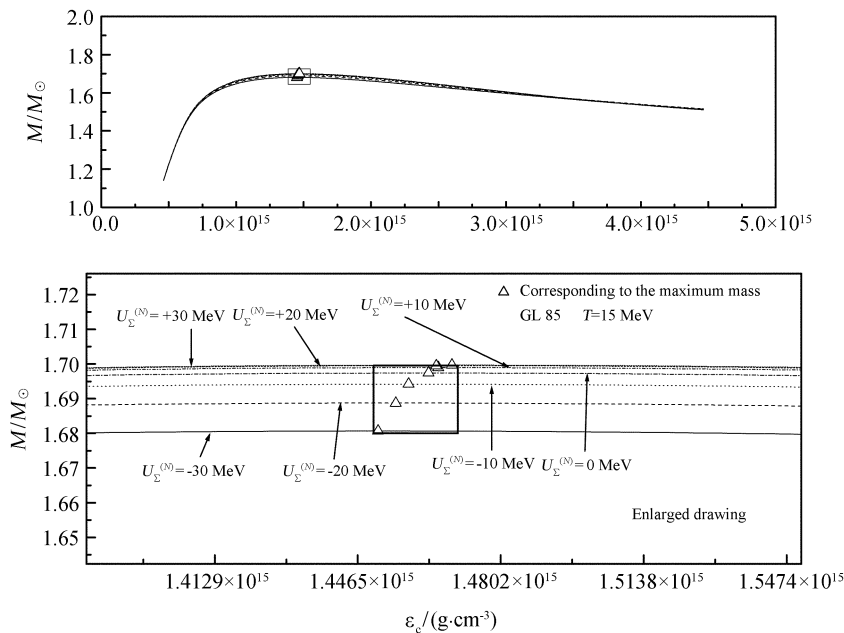 2.0
1.8
1.6
1.4
1.2
1.0
M/M☉
0.0 1.0×10¹⁵ 2.0×10¹⁵ 3.0×10¹⁵ 4.0×10¹⁵ 5.0×10¹⁵
1.72
1.71
1.70
1.69
1.68
1.67
1.66
1.65
M/M☉
△ Corresponding to the maximum mass
GL 85 T=15 MeV
U_Σ^(N)=+30 MeV
U_Σ^(N)=+20 MeV
U_Σ^(N)=+10 MeV
U_Σ^(N)=-30 MeV
U_Σ^(N)=-20 MeV
U_Σ^(N)=-10 MeV
U_Σ^(N)=0 MeV
Enlarged drawing
1.4129×10¹⁵ 1.4465×10¹⁵ 1.4802×10¹⁵ 1.5138×10¹⁵ 1.5474×10¹⁵
ε_c/(g·cm⁻³)